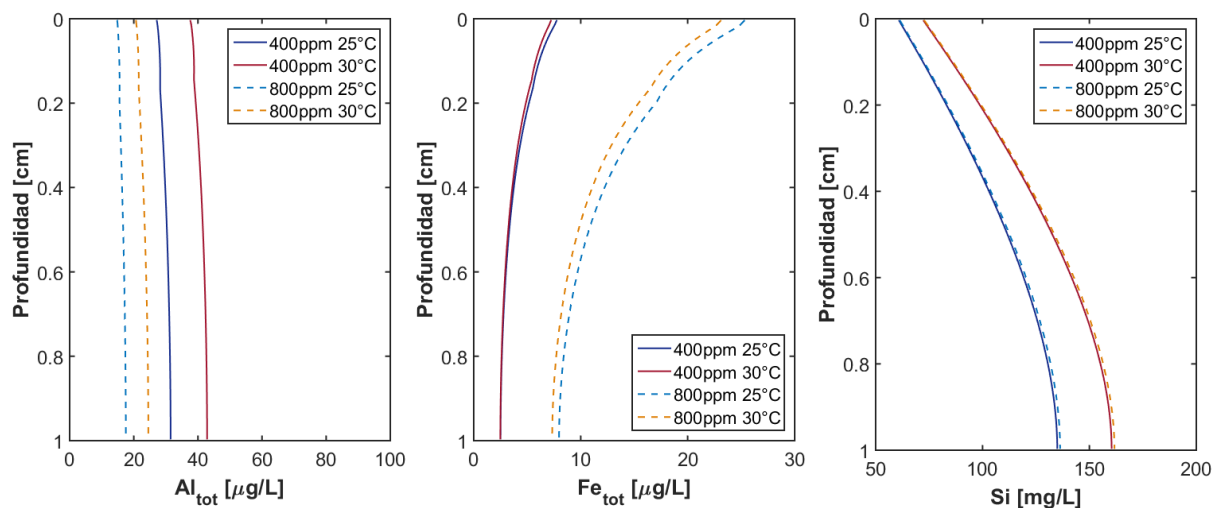 0
0.2
0.4
0.6
0.8
1
Profundidad [cm]
0 20 40 60 80 100
Al_tot [μg/L]
400ppm 25°C
400ppm 30°C
800ppm 25°C
800ppm 30°C
0
0.2
0.4
0.6
0.8
1
Profundidad [cm]
0 10 20 30
Fe_tot [μg/L]
400ppm 25°C
400ppm 30°C
800ppm 25°C
800ppm 30°C
0
0.2
0.4
0.6
0.8
1
Profundidad [cm]
50 100 150 200
Si [mg/L]
400ppm 25°C
400ppm 30°C
800ppm 25°C
800ppm 30°C